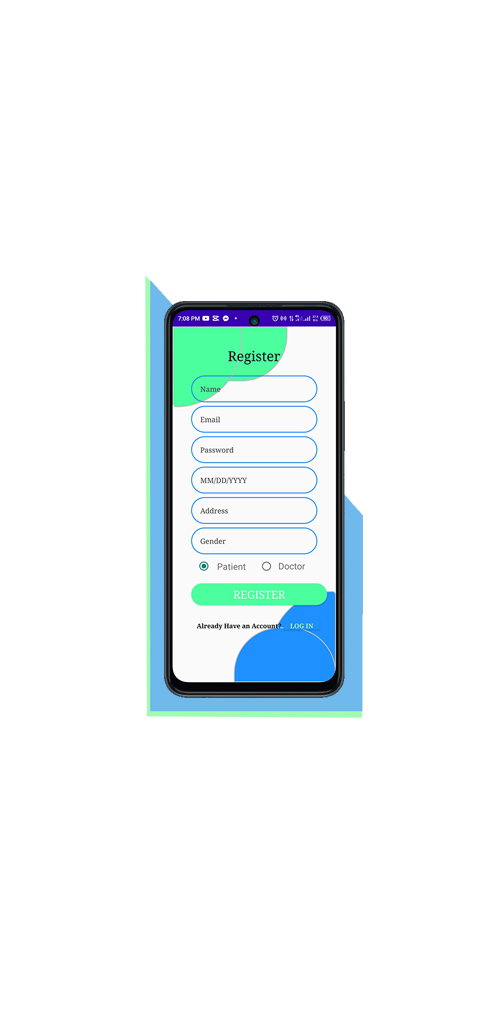 7:08 PM
Register
Name
Email
Password
MM/DD/YYYY
Address
Gender
Patient Doctor
REGISTER
Already Have an Account? LOG IN